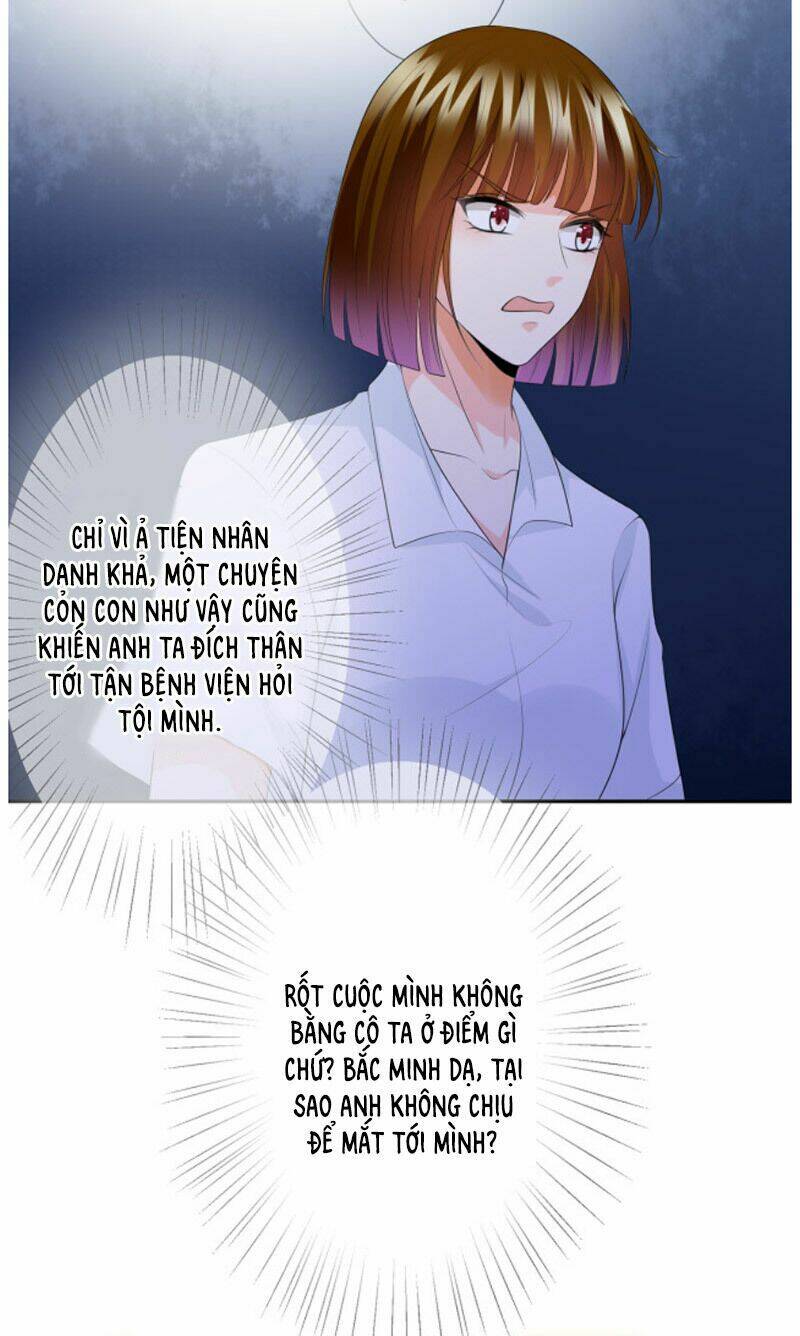 CHỈ VÌ Ả TIỆN NHÂN
DANH KHẢ, MỘT CHUYỆN
CỎN CON NHƯ VẬY CŨNG
KHIẾN ANH TA ĐÍCH THÂN
TỚI TẬN BỆNH VIỆN HỎI
TỘI MÌNH.
RỐT CUỘC MÌNH KHÔNG
BẰNG CÔ TA Ở ĐIỂM GÌ
CHỨ? BẮC MINH DẠ, TẠI
SAO ANH KHÔNG CHỊU
ĐỂ MẮT TỚI MÌNH?